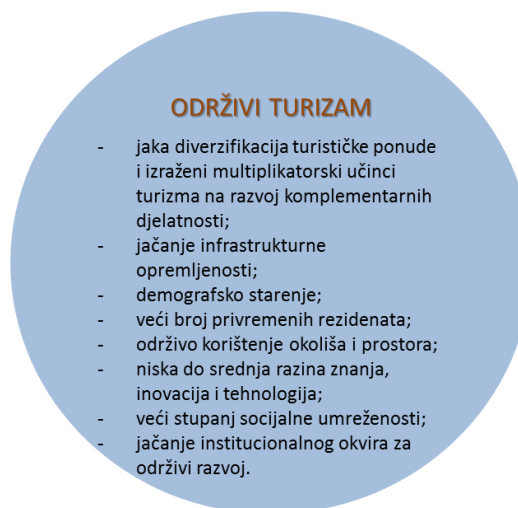 ODRŽIVI TURIZAM
- jaka diverzifikacija turističke ponude
i izraženi multiplikatorski učinci
turizma na razvoj komplementarnih
djelatnosti;
- jačanje infrastrukturne
opremljenosti;
- demografsko starenje;
- veći broj privremenih rezidenata;
- održivo korištenje okoliša i prostora;
- niska do srednja razina znanja,
inovacija i tehnologija;
- veći stupanj socijalne umreženosti;
- jačanje institucionalnog okvira za
održivi razvoj.